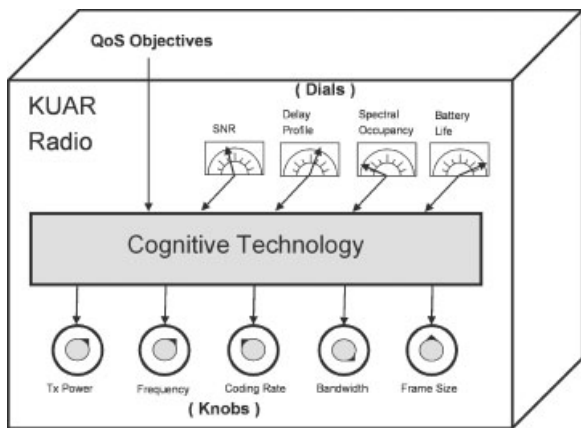 QoS Objectives
( Dials )
KUAR
Radio
SNR
Delay
Profile
Spectral
Occupancy
Battery
Life
Cognitive Technology
Tx Power
Frequency
Coding Rate
Bandwidth
Frame Size
( Knobs )